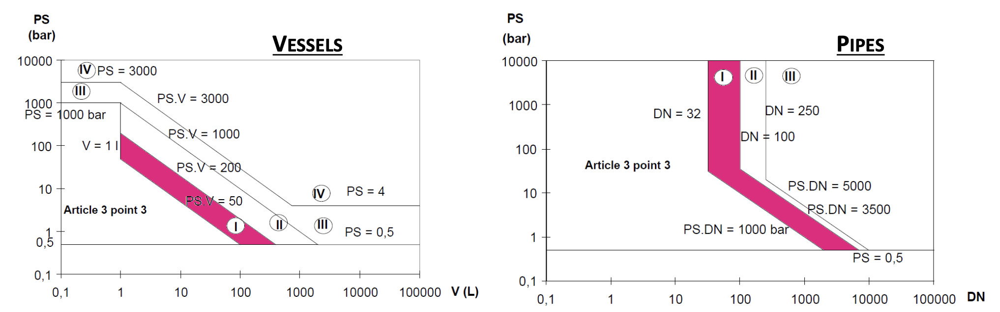 PS
(bar)
VESSELS
10000
IV
PS = 3000
III
PS.V = 3000
1000
PS = 1000 bar
PS.V = 1000
100
V = 1 l
PS.V = 200
10
PS.V = 50
IV
PS = 4
Article 3 point 3
I
II
III
PS = 0,5
1
0,5
0,1
0,1
1
10
100
1000
10000
100000
V (L)
PS
(bar)
PIPES
10000
I
II
III
1000
DN = 32
DN = 250
DN = 100
100
Article 3 point 3
10
PS.DN = 5000
PS.DN = 3500
PS.DN = 1000 bar
1
PS = 0,5
0,1
0,1
1
10
100
1000
10000
100000
DN